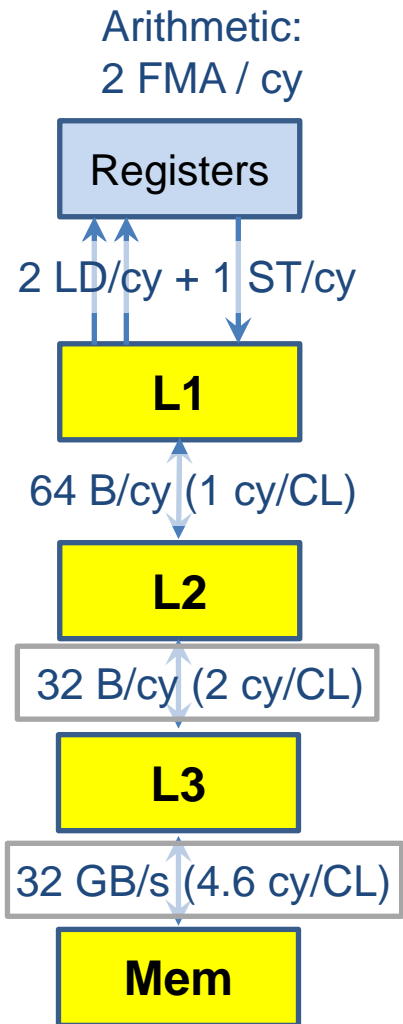 Arithmetic:
2 FMA / cy
Registers
2 LD/cy + 1 ST/cy
L1
64 B/cy (1 cy/CL)
L2
32 B/cy (2 cy/CL)
L3
32 GB/s (4.6 cy/CL)
Mem